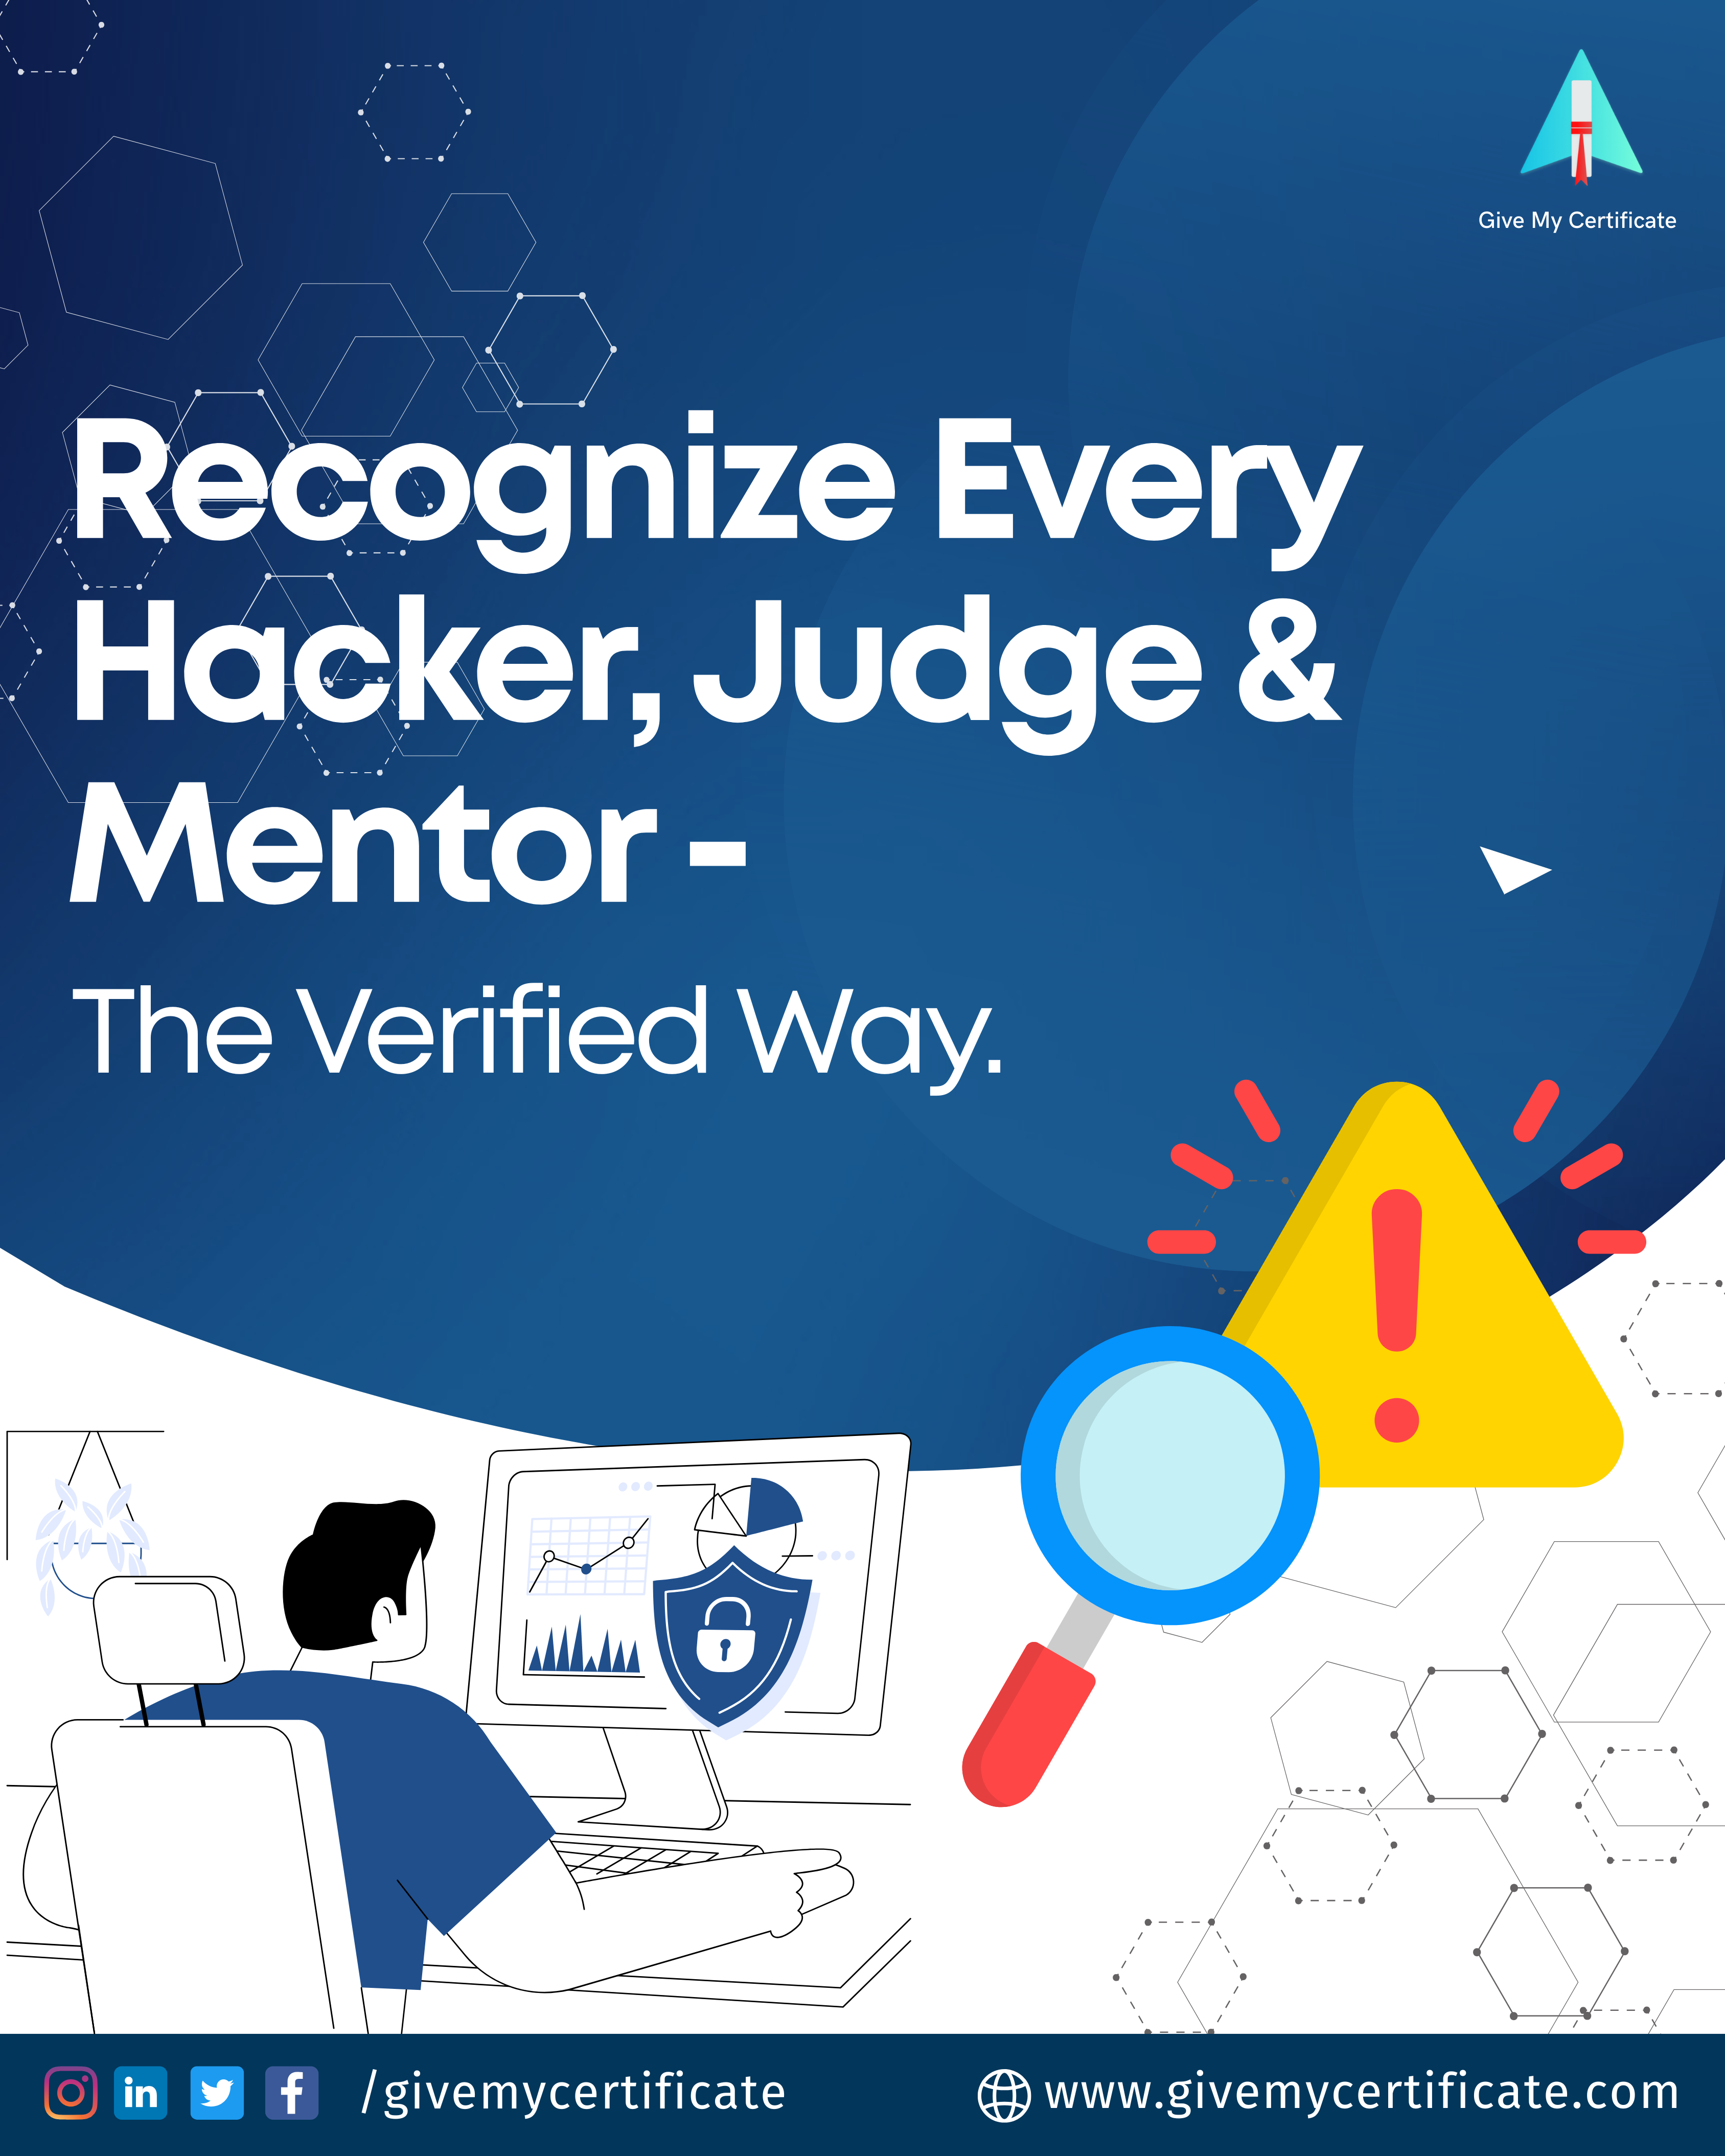 Give My Certificate
Recognize Every
Hacker, Judge &
Mentor -
The Verified Way.
/givemycertificate
www.givemycertificate.com